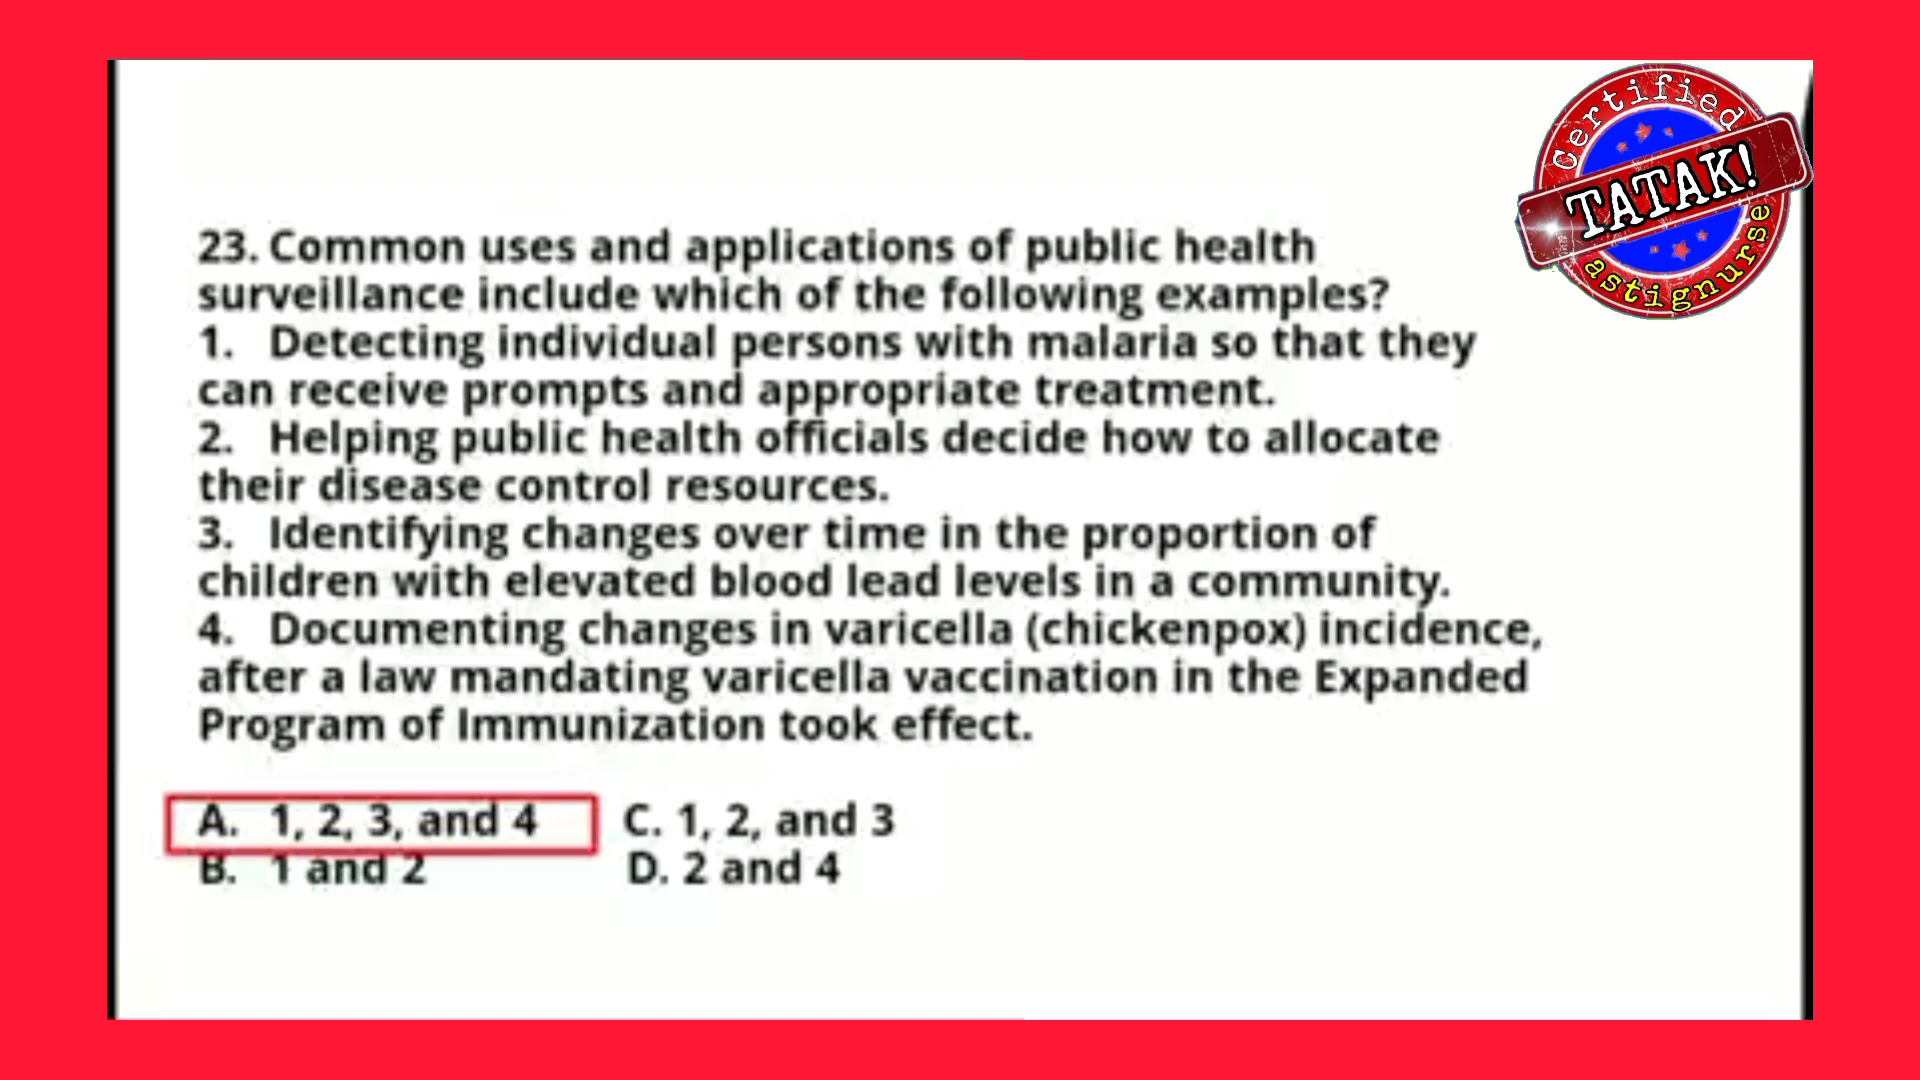 Certified
TATAK!
astignurse
23. Common uses and applications of public health
surveillance include which of the following examples?
1. Detecting individual persons with malaria so that they
can receive prompts and appropriate treatment.
2. Helping public health officials decide how to allocate
their disease control resources.
3. Identifying changes over time in the proportion of
children with elevated blood lead levels in a community.
4. Documenting changes in varicella (chickenpox) incidence,
after a law mandating varicella vaccination in the Expanded
Program of Immunization took effect.
A. 1, 2, 3, and 4 C. 1, 2, and 3
B. 1 and 2 D. 2 and 4